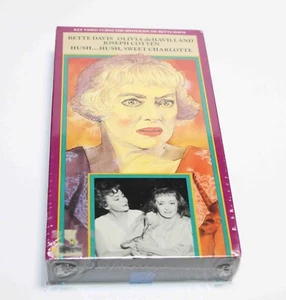 BETTE DAVIS OLIVIA de HAVILLAND
JOSEPH COTTEN
HUSH...HUSH, SWEET CHARLOTTE